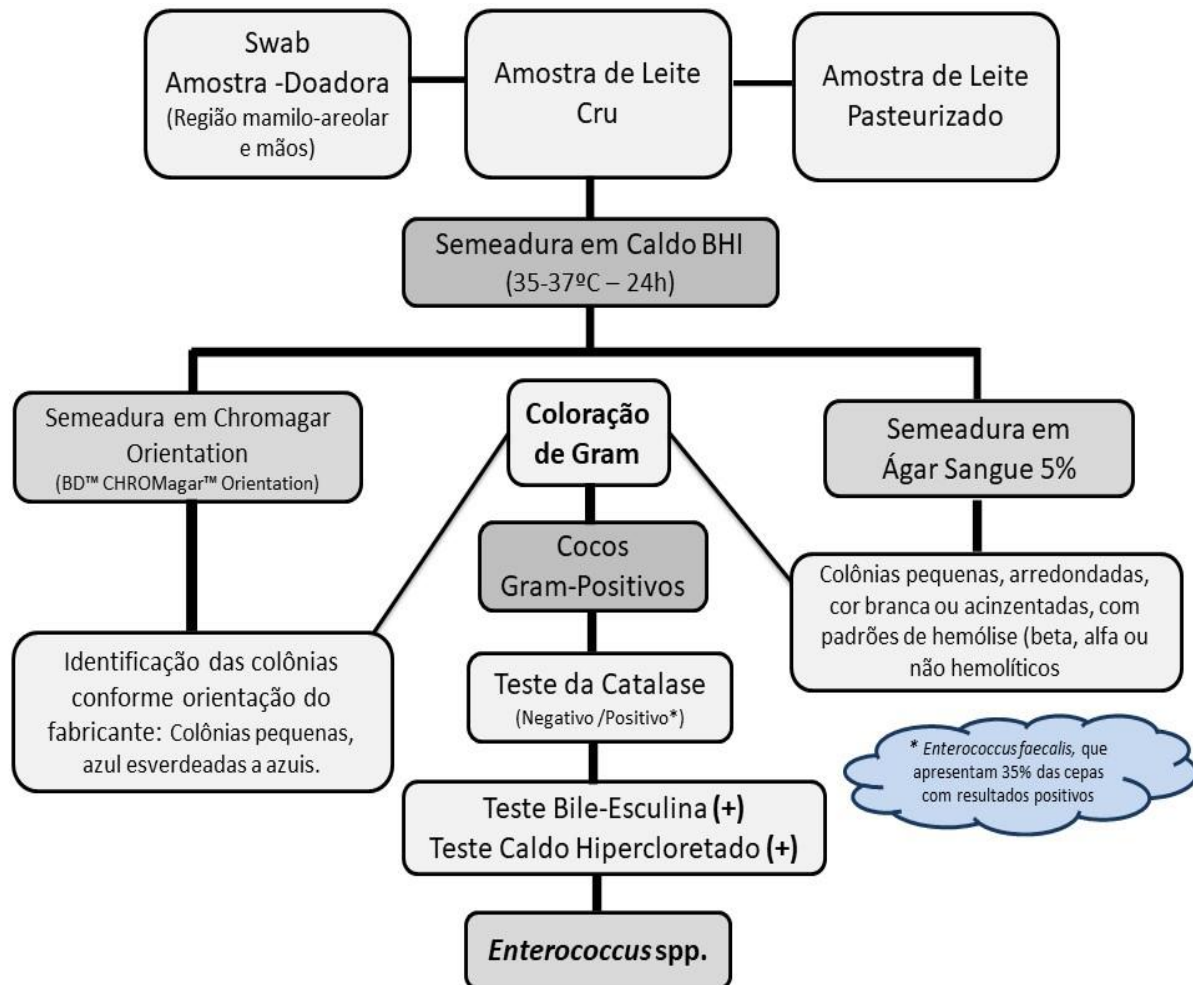 Swab
Amostra -Doadora
(Região mamilo-areolar
e mãos)
Amostra de Leite
Cru
Amostra de Leite
Pasteurizado
Semeadura em Caldo BHI
(35-37ºC – 24h)
Semeadura em Chromagar
Orientation
(BD™ CHROMagar™ Orientation)
Coloração
de Gram
Semeadura em
Ágar Sangue 5%
Cocos
Gram-Positivos
Colônias pequenas, arredondadas,
cor branca ou acinzentadas, com
padrões de hemólise (beta, alfa ou
não hemolíticos
Identificação das colônias
conforme orientação do
fabricante: Colônias pequenas,
azul esverdeadas a azuis.
Teste da Catalase
(Negativo /Positivo*)
* Enterococcus faecalis, que
apresentam 35% das cepas
com resultados positivos
Teste Bile-Esculina (+)
Teste Caldo Hipercloretado (+)
Enterococcus spp.